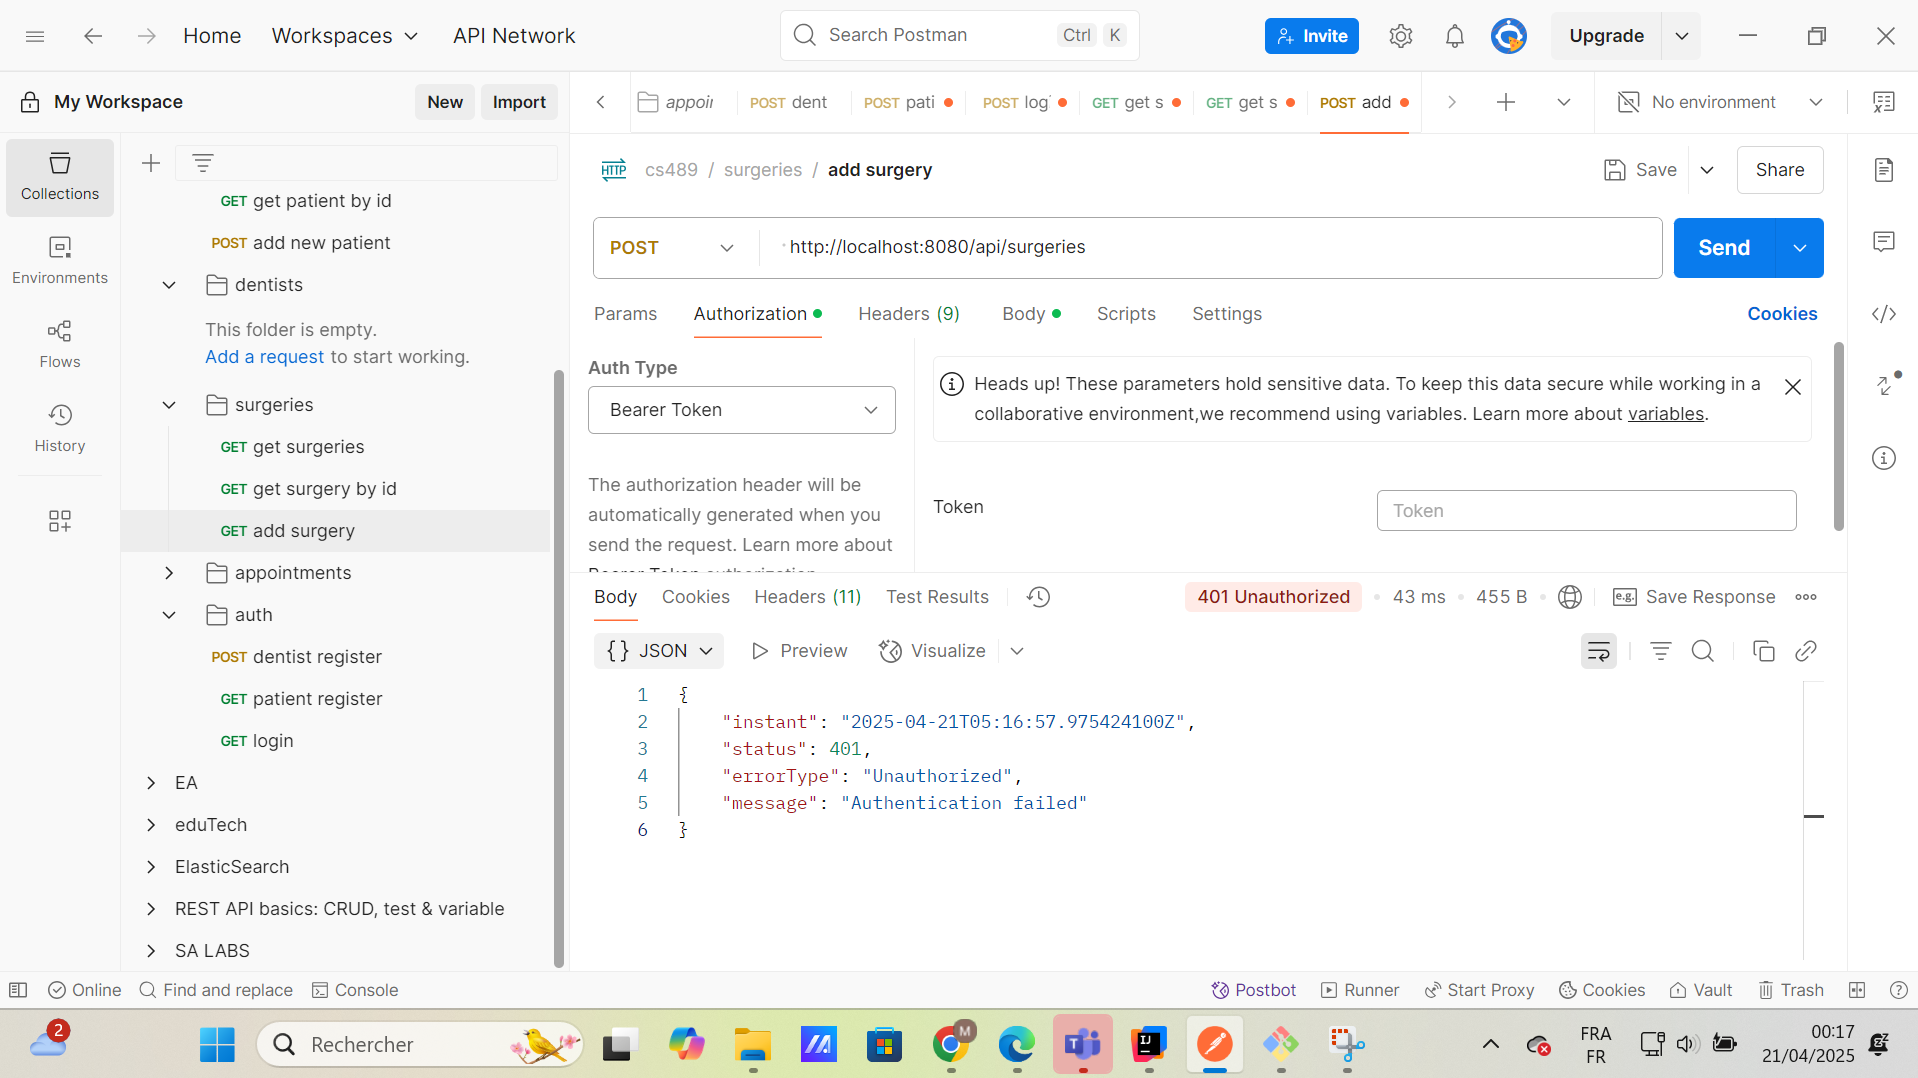 Home
Workspaces
API Network
Search Postman
Ctrl
K
Invite
Upgrade
My Workspace
New
Import
appoir
POST dent
POST pati
POST log
GET get s
GET get s
POST add
No environment
Collections
Environments
Flows
History
GET get patient by id
POST add new patient
dentists
This folder is empty.
Add a request to start working.
surgeries
GET get surgeries
GET get surgery by id
GET add surgery
appointments
auth
POST dentist register
GET patient register
GET login
EA
eduTech
ElasticSearch
REST API basics: CRUD, test & variable
SA LABS
HTTP
cs489 / surgeries / add surgery
Save
Share
POST
http://localhost:8080/api/surgeries
Send
Params
Authorization
Headers (9)
Body
Scripts
Settings
Cookies
Auth Type
Bearer Token
The authorization header will be
automatically generated when you
send the request. Learn more about
Bearer Token authorization.
Heads up! These parameters hold sensitive data. To keep this data secure while working in a
collaborative environment,we recommend using variables. Learn more about variables.
Token
Token
Body
Cookies
Headers (11)
Test Results
401 Unauthorized
43 ms
455 B
e.g.
Save Response
{} JSON
Preview
Visualize
1 {
2 "instant": "2025-04-21T05:16:57.975424100Z",
3 "status": 401,
4 "errorType": "Unauthorized",
5 "message": "Authentication failed"
6 }
Online
Find and replace
Console
Postbot
Runner
Start Proxy
Cookies
Vault
Trash
2
Rechercher
M
T
IJ
FRA
FR
00:17
21/04/2025